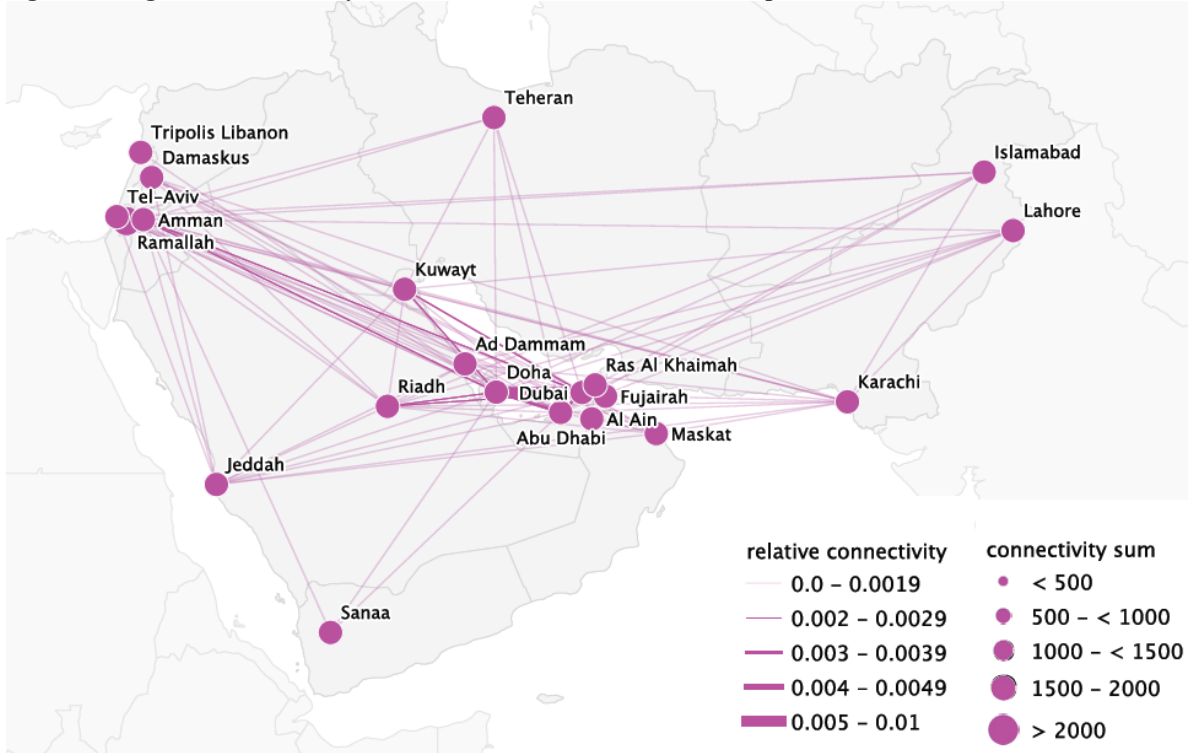 Teheran
Tripolis Libanon
Damaskus
Islamabad
Tel-Aviv
Lahore
Amman
Ramallah
Kuwayt
Ad Dammam
Ras Al Khaimah
Doha
Riadh
Dubai
Fujairah
Karachi
Al Ain
Abu Dhabi
Maskat
Jeddah
Sanaa
relative connectivity
0.0 – 0.0019
0.002 – 0.0029
0.003 – 0.0039
0.004 – 0.0049
0.005 – 0.01
connectivity sum
< 500
500 – < 1000
1000 – < 1500
1500 – 2000
> 2000